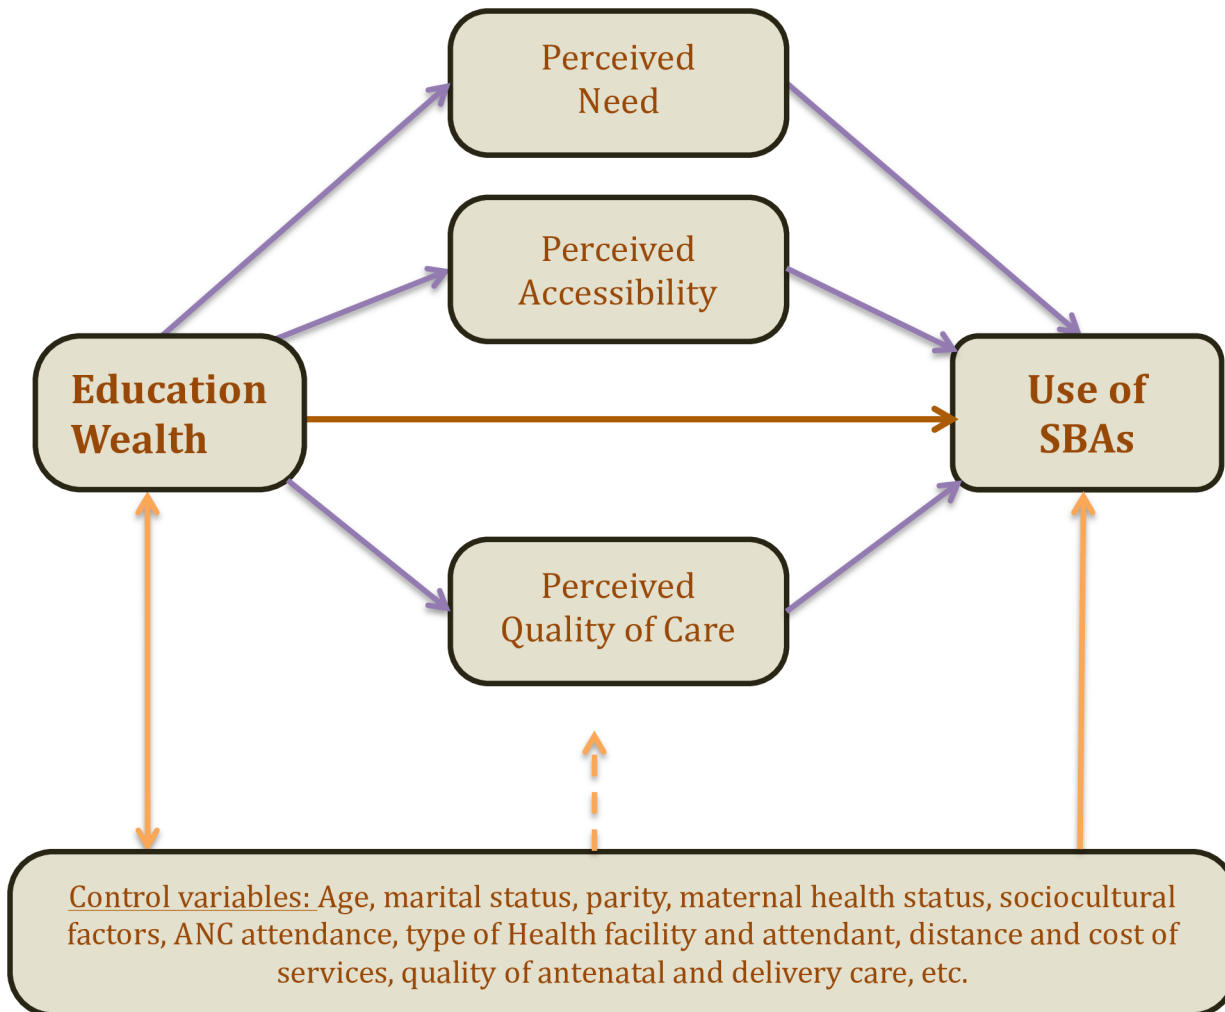 Perceived
Need
Perceived
Accessibility
Education
Wealth
Use of
SBAs
Perceived
Quality of Care
Control variables: Age, marital status, parity, maternal health status, sociocultural
factors, ANC attendance, type of Health facility and attendant, distance and cost of
services, quality of antenatal and delivery care, etc.